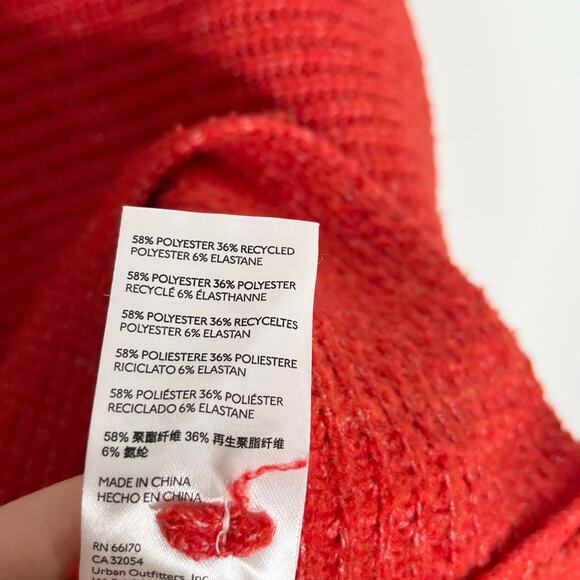 58% POLYESTER 36% RECYCLED
POLYESTER 6% ELASTANE
58% POLYESTER 36% POLYESTER
RECYCLÉ 6% ÉLASTHANNE
58% POLYESTER 36% RECYCELTES
POLYESTER 6% ELASTAN
58% POLIESTERE 36% POLIESTERE
RICICLATO 6% ELASTAN
58% POLIÉSTER 36% POLIÉSTER
RECICLADO 6% ELASTANE
58% 聚酯纤维 36% 再生聚脂纤维
6% 氨纶
MADE IN CHINA
HECHO EN CHINA
RN 66170
CA 32054
Urban Outfitters, Inc